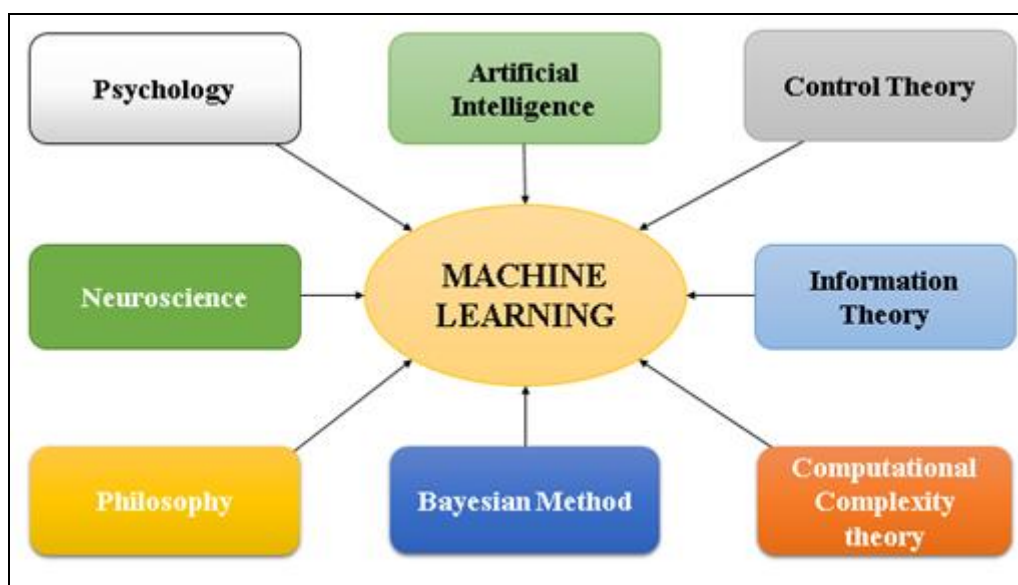 Psychology
Artificial
Intelligence
Control Theory
Neuroscience
MACHINE
LEARNING
Information
Theory
Philosophy
Bayesian Method
Computational
Complexity
theory